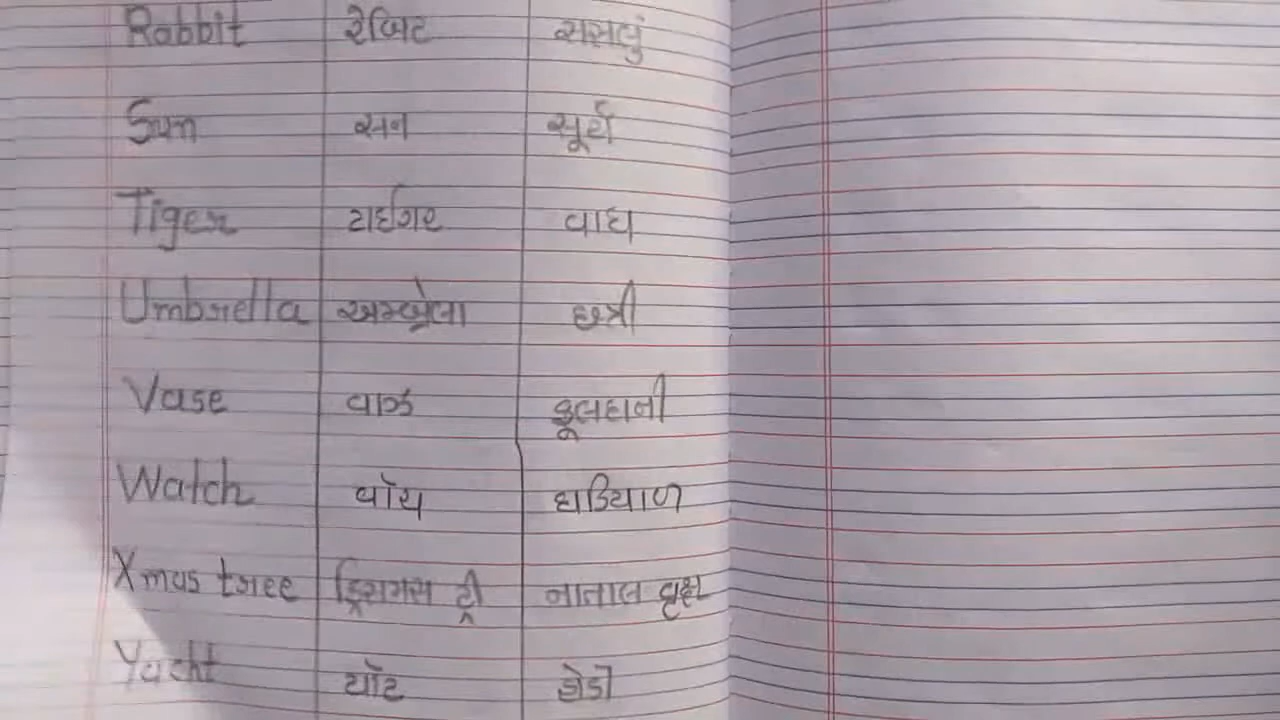 Rabbit રેબિટ સસલું
Sun સન સૂર્ય
Tiger ટાઈગર વાઘ
Umbrella અમ્બ્રેલા છત્રી
Vase વાઝ ફૂલદાની
Watch વૉચ ઘડિયાળ
Xmas tree ક્રિસમસ ટ્રી નાતાલ વૃક્ષ
Yacht યૉટ હોડી